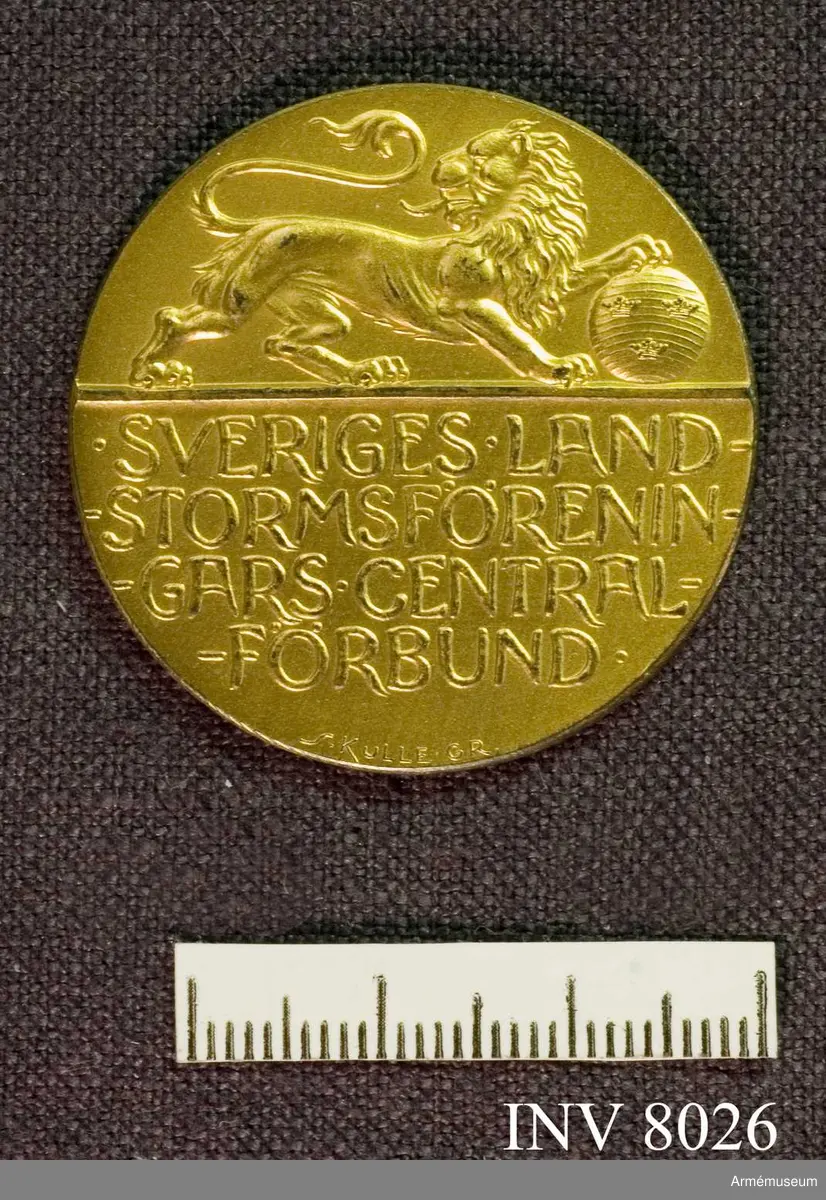 · SVERIGES · LAND-
-STORMSFÖRENIN-
-GARS · CENTRAL-
-FÖRBUND ·
S. KULLE · GR.
INV 8026
Armémuseum